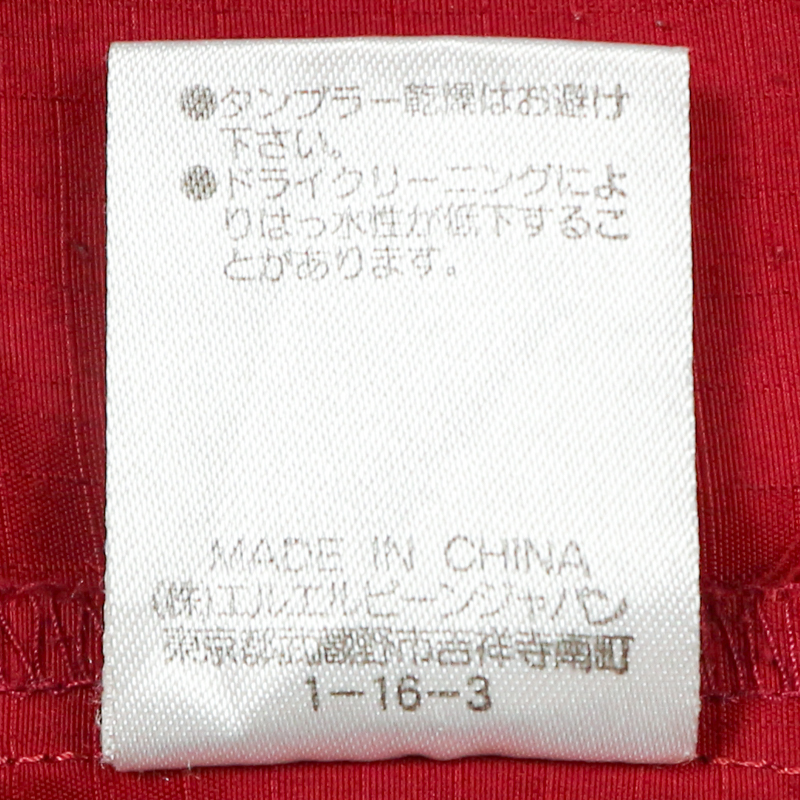 ●タンブラー乾燥はお避け
下さい。
●ドライクリーニングによ
りはっ水性が低下するこ
とがあります。
MADE IN CHINA
(株)エルエルビーンジャパン
東京都武蔵野市吉祥寺南町
1-16-3